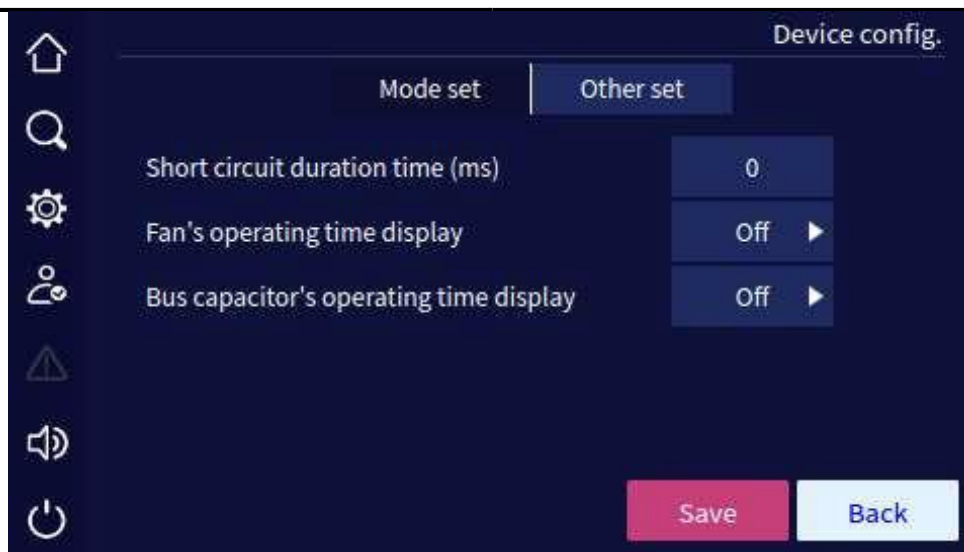 Device config.
Mode set Other set
Short circuit duration time (ms) 0
Fan's operating time display Off
Bus capacitor's operating time display Off
Save Back